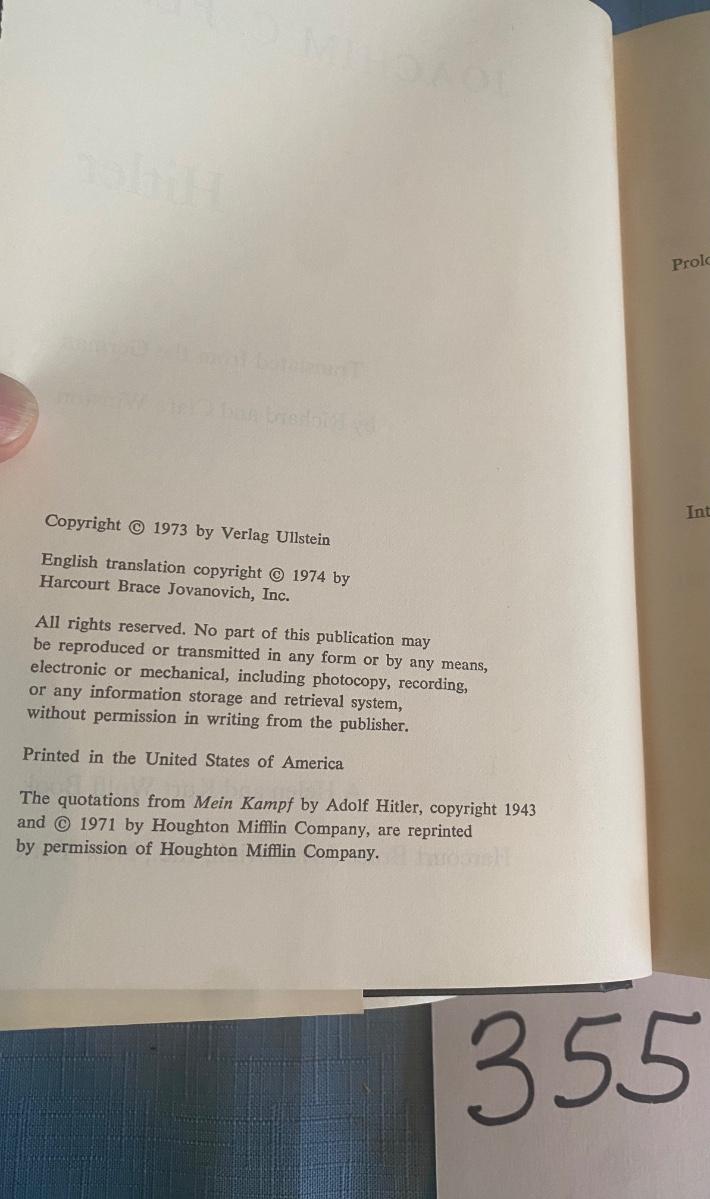 Copyright © 1973 by Verlag Ullstein
English translation copyright © 1974 by
Harcourt Brace Jovanovich, Inc.
All rights reserved. No part of this publication may
be reproduced or transmitted in any form or by any means,
electronic or mechanical, including photocopy, recording,
or any information storage and retrieval system,
without permission in writing from the publisher.
Printed in the United States of America
The quotations from Mein Kampf by Adolf Hitler, copyright 1943
and © 1971 by Houghton Mifflin Company, are reprinted
by permission of Houghton Mifflin Company.
Prolo
Int
355